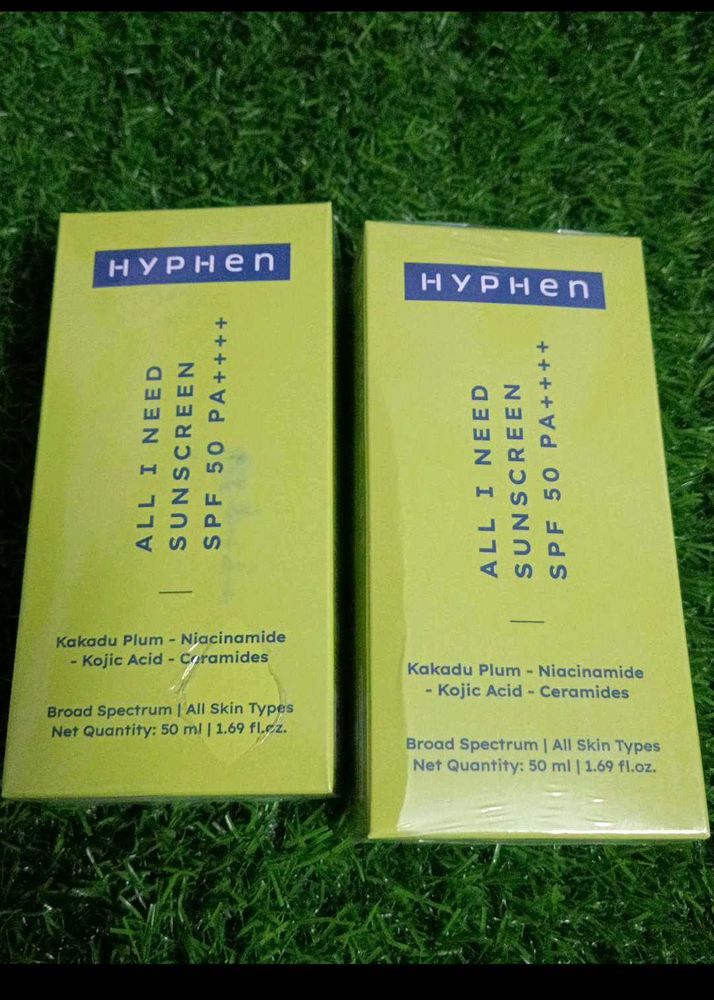 HYPHen
ALL I NEED
SUNSCREEN
SPF 50 PA++++
Kakadu Plum - Niacinamide
- Kojic Acid - Ceramides
Broad Spectrum | All Skin Types
Net Quantity: 50 ml | 1.69 fl.oz.
HYPHen
ALL I NEED
SUNSCREEN
SPF 50 PA++++
Kakadu Plum - Niacinamide
- Kojic Acid - Ceramides
Broad Spectrum | All Skin Types
Net Quantity: 50 ml | 1.69 fl.oz.